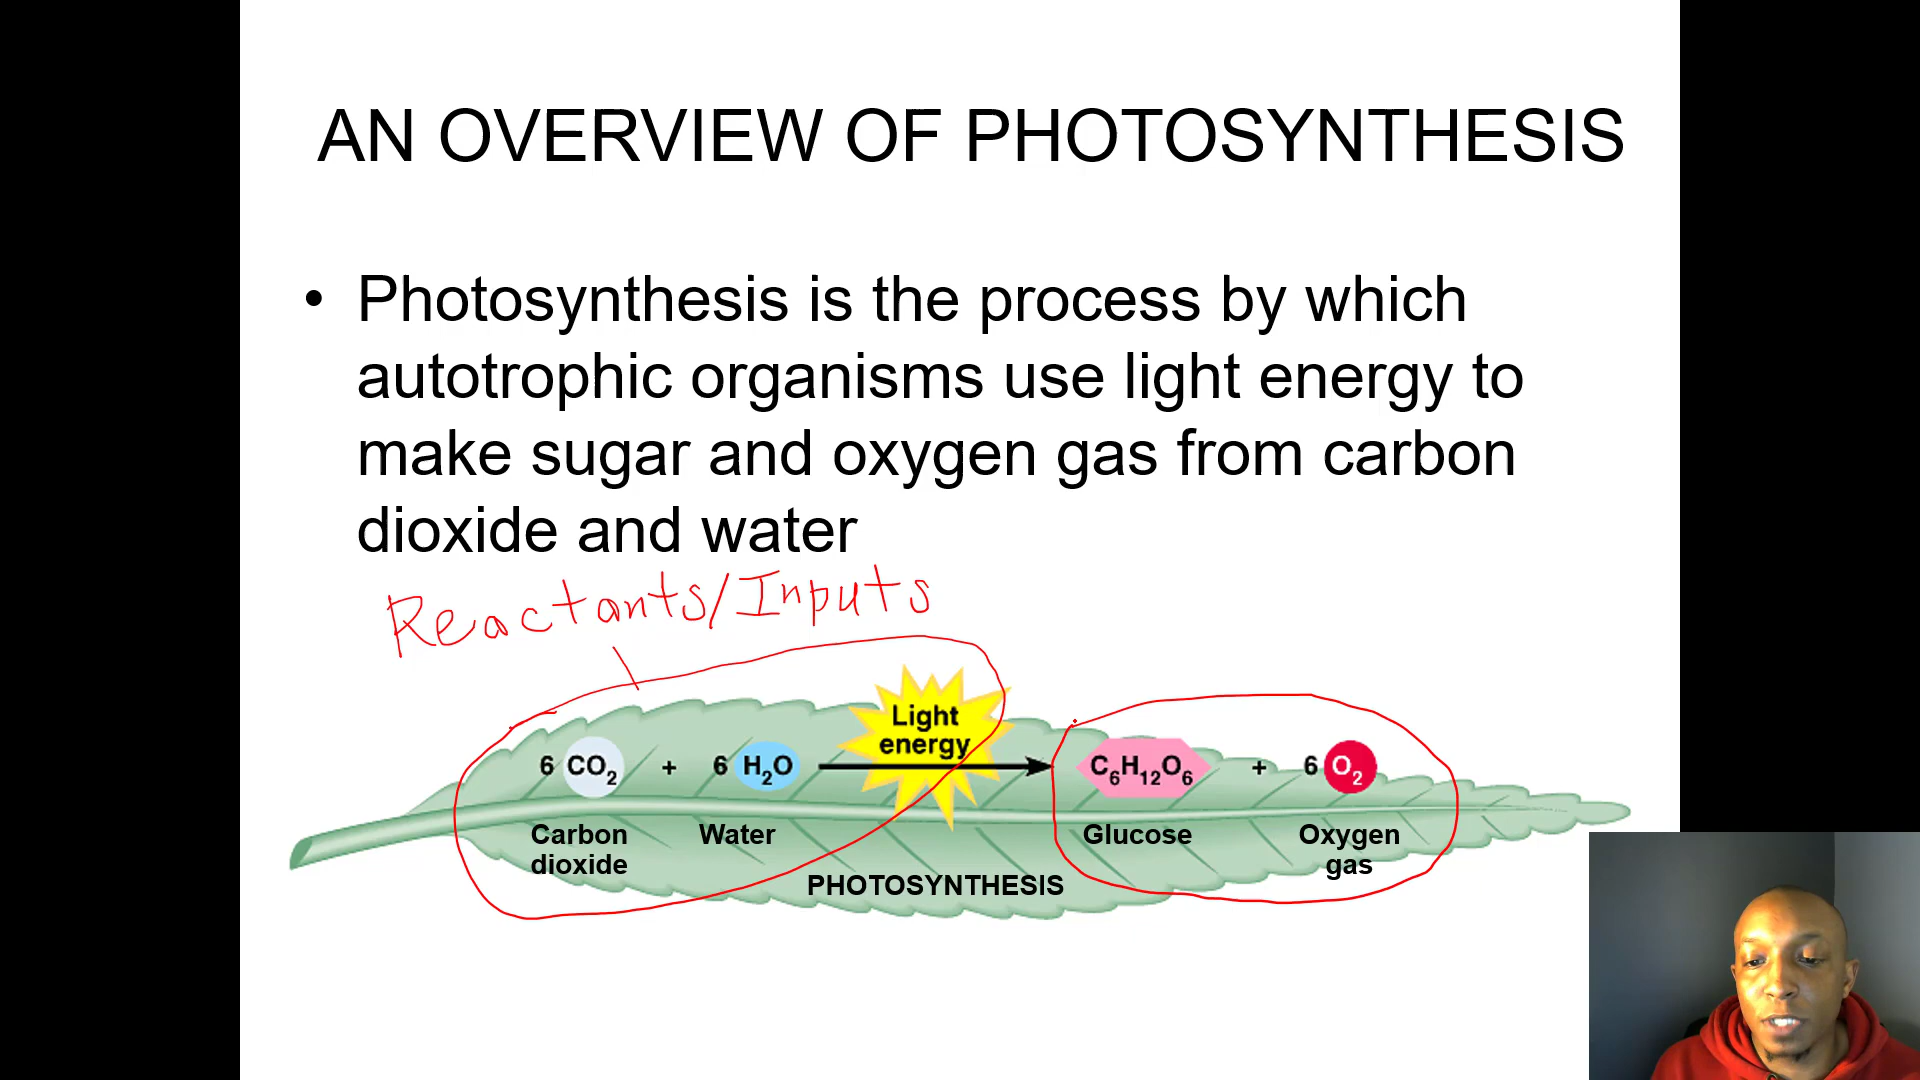 AN OVERVIEW OF PHOTOSYNTHESIS
• Photosynthesis is the process by which
autotrophic organisms use light energy to
make sugar and oxygen gas from carbon
dioxide and water
Reactants/Inputs
Light
energy
6 CO₂ + 6 H₂O C₆H₁₂O₆ + 6 O₂
Carbon dioxide
Water
Glucose
Oxygen gas
PHOTOSYNTHESIS